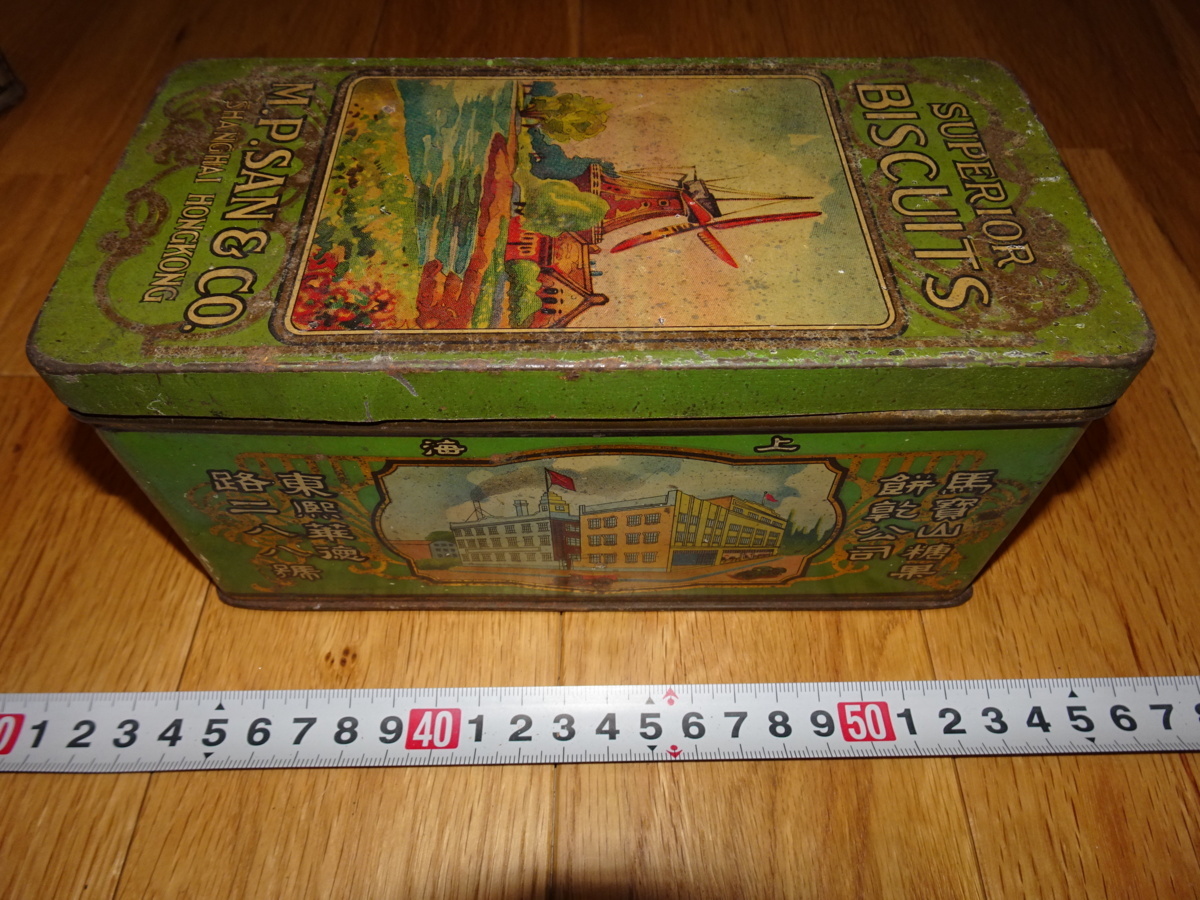 SUPERIOR
BISCUITS
M.P.SAN & CO.
SHANGHAI HONGKONG
上海
馬寶山糖菓
餅乾公司
東熙華德
路二八八號
1 2 3 4 5 6 7 8 9 40 1 2 3 4 5 6 7 8 9 50 1 2 3 4 5 6 7